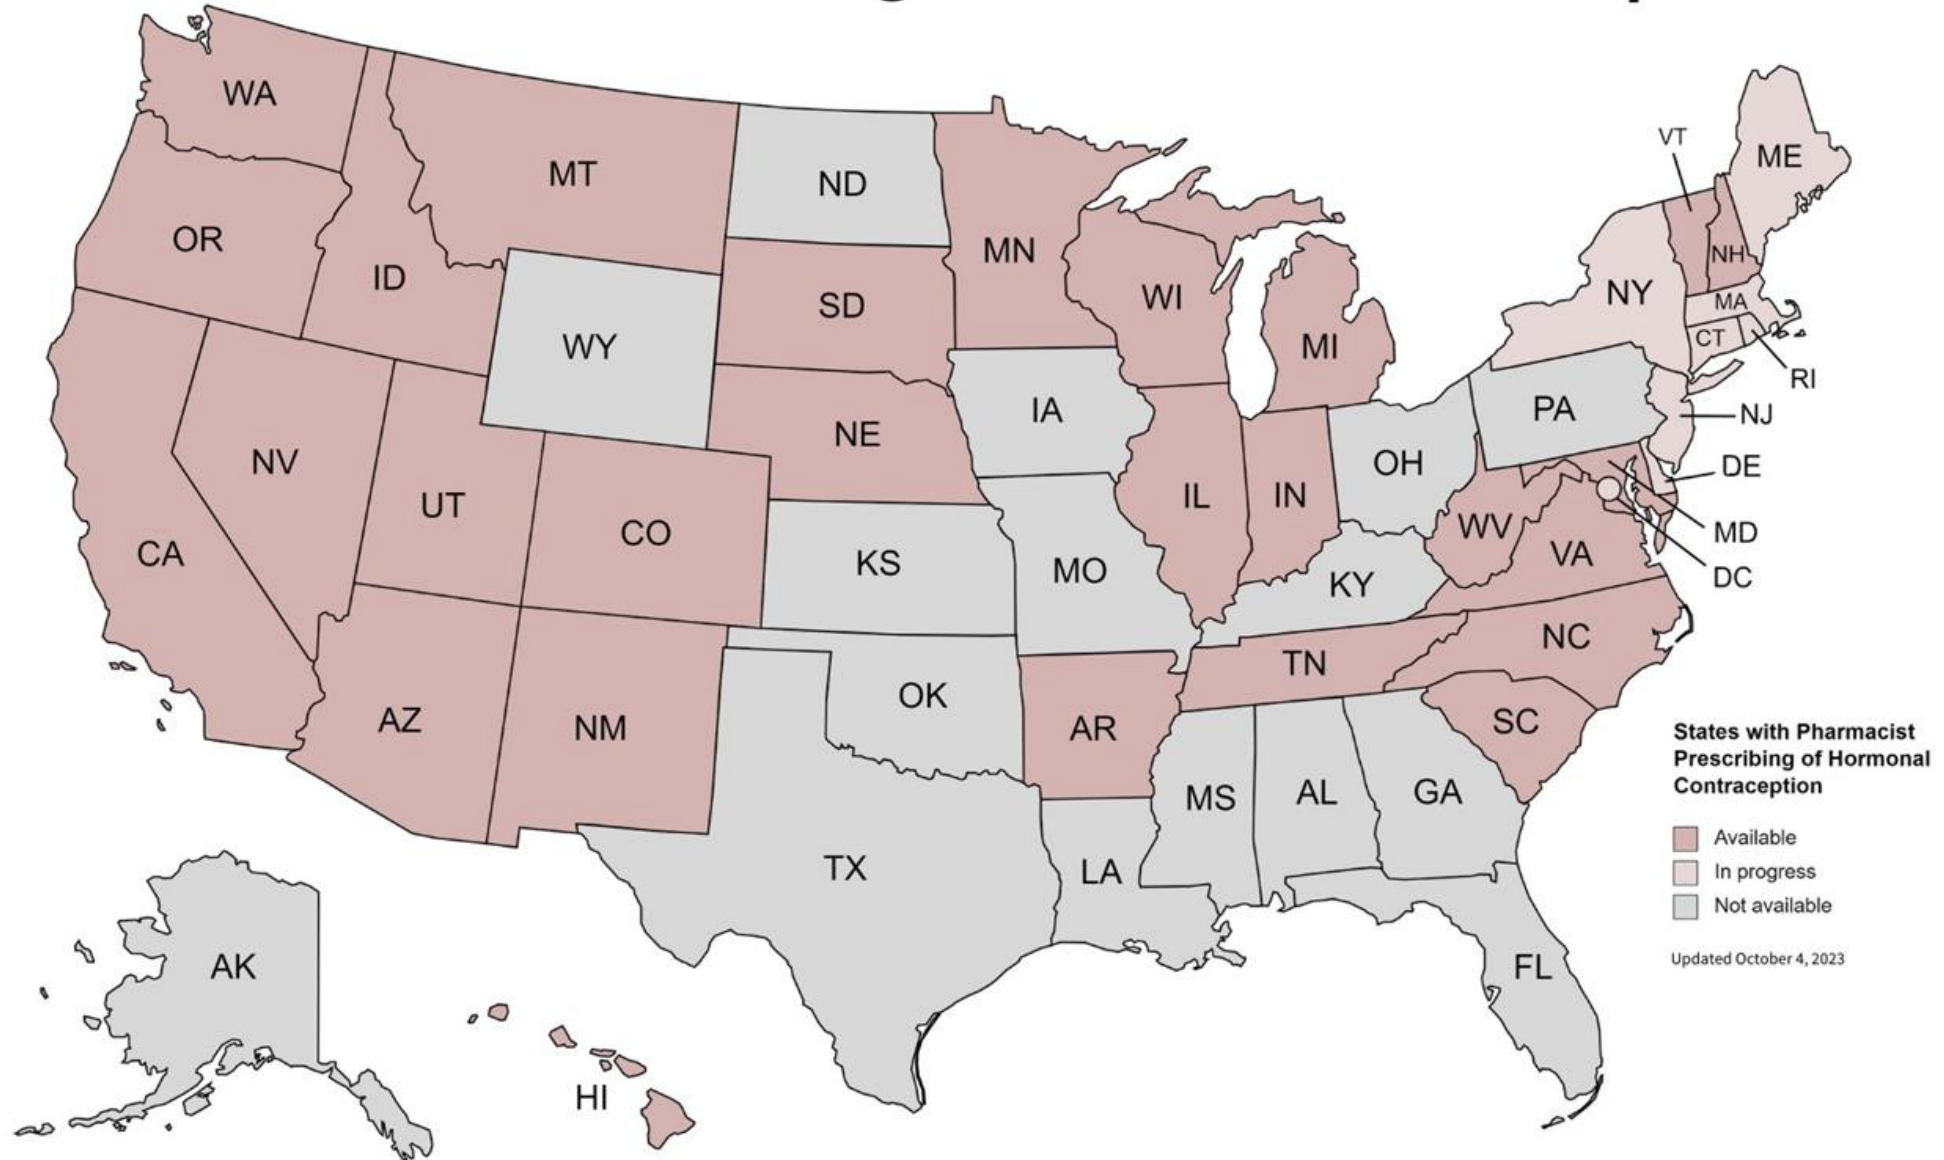 WA
MT
ND
MN
VT
ME
OR
ID
SD
WI
MI
NY
NH
MA
CT
RI
WY
NE
IA
PA
NJ
NV
UT
CO
IL
IN
OH
DE
CA
KS
MO
WV
VA
MD
KY
DC
AZ
NM
OK
AR
TN
NC
SC
TX
LA
MS
AL
GA
FL
AK
HI
States with Pharmacist
Prescribing of Hormonal
Contraception
Available
In progress
Not available
Updated October 4, 2023